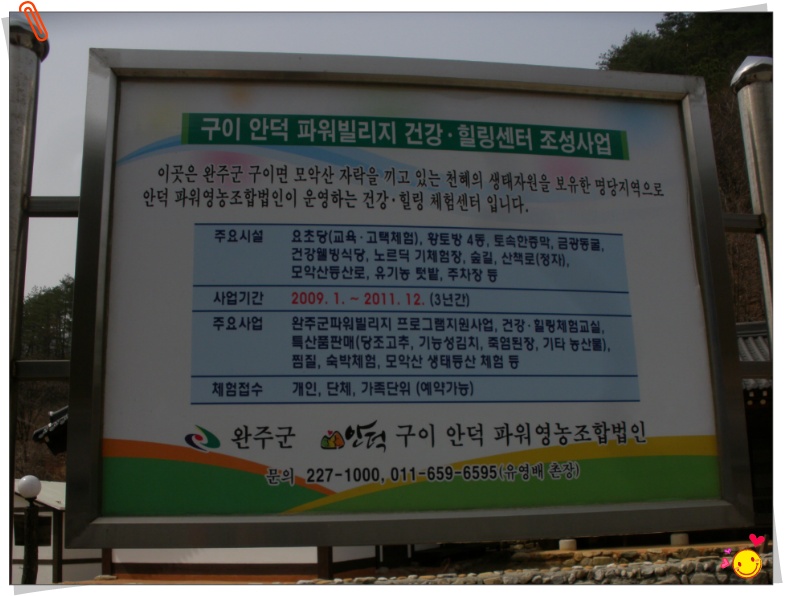 구이 안덕 파워빌리지 건강·힐링센터 조성사업
이곳은 완주군 구이면 모악산 자락을 끼고 있는 천혜의 생태자원을 보유한 명당지역으로
안덕 파워영농조합법인이 운영하는 건강·힐링 체험센터 입니다.
주요시설 요초당(교육·고택체험), 황토방 4동, 토속한증막, 금광동굴,
건강웰빙식당, 노르딕 기체험장, 숲길, 산책로(정자),
모악산등산로, 유기농 텃밭, 주차장 등
사업기간 2009. 1. ~ 2011. 12. (3년간)
주요사업 완주군파워빌리지 프로그램지원사업, 건강·힐링체험교실,
특산품판매(당조고추, 기능성김치, 죽염된장, 기타 농산물),
찜질, 숙박체험, 모악산 생태등산 체험 등
체험접수 개인, 단체, 가족단위 (예약가능)
완주군 안덕 구이 안덕 파워영농조합법인
문의 227-1000, 011-659-6595(유영배 촌장)